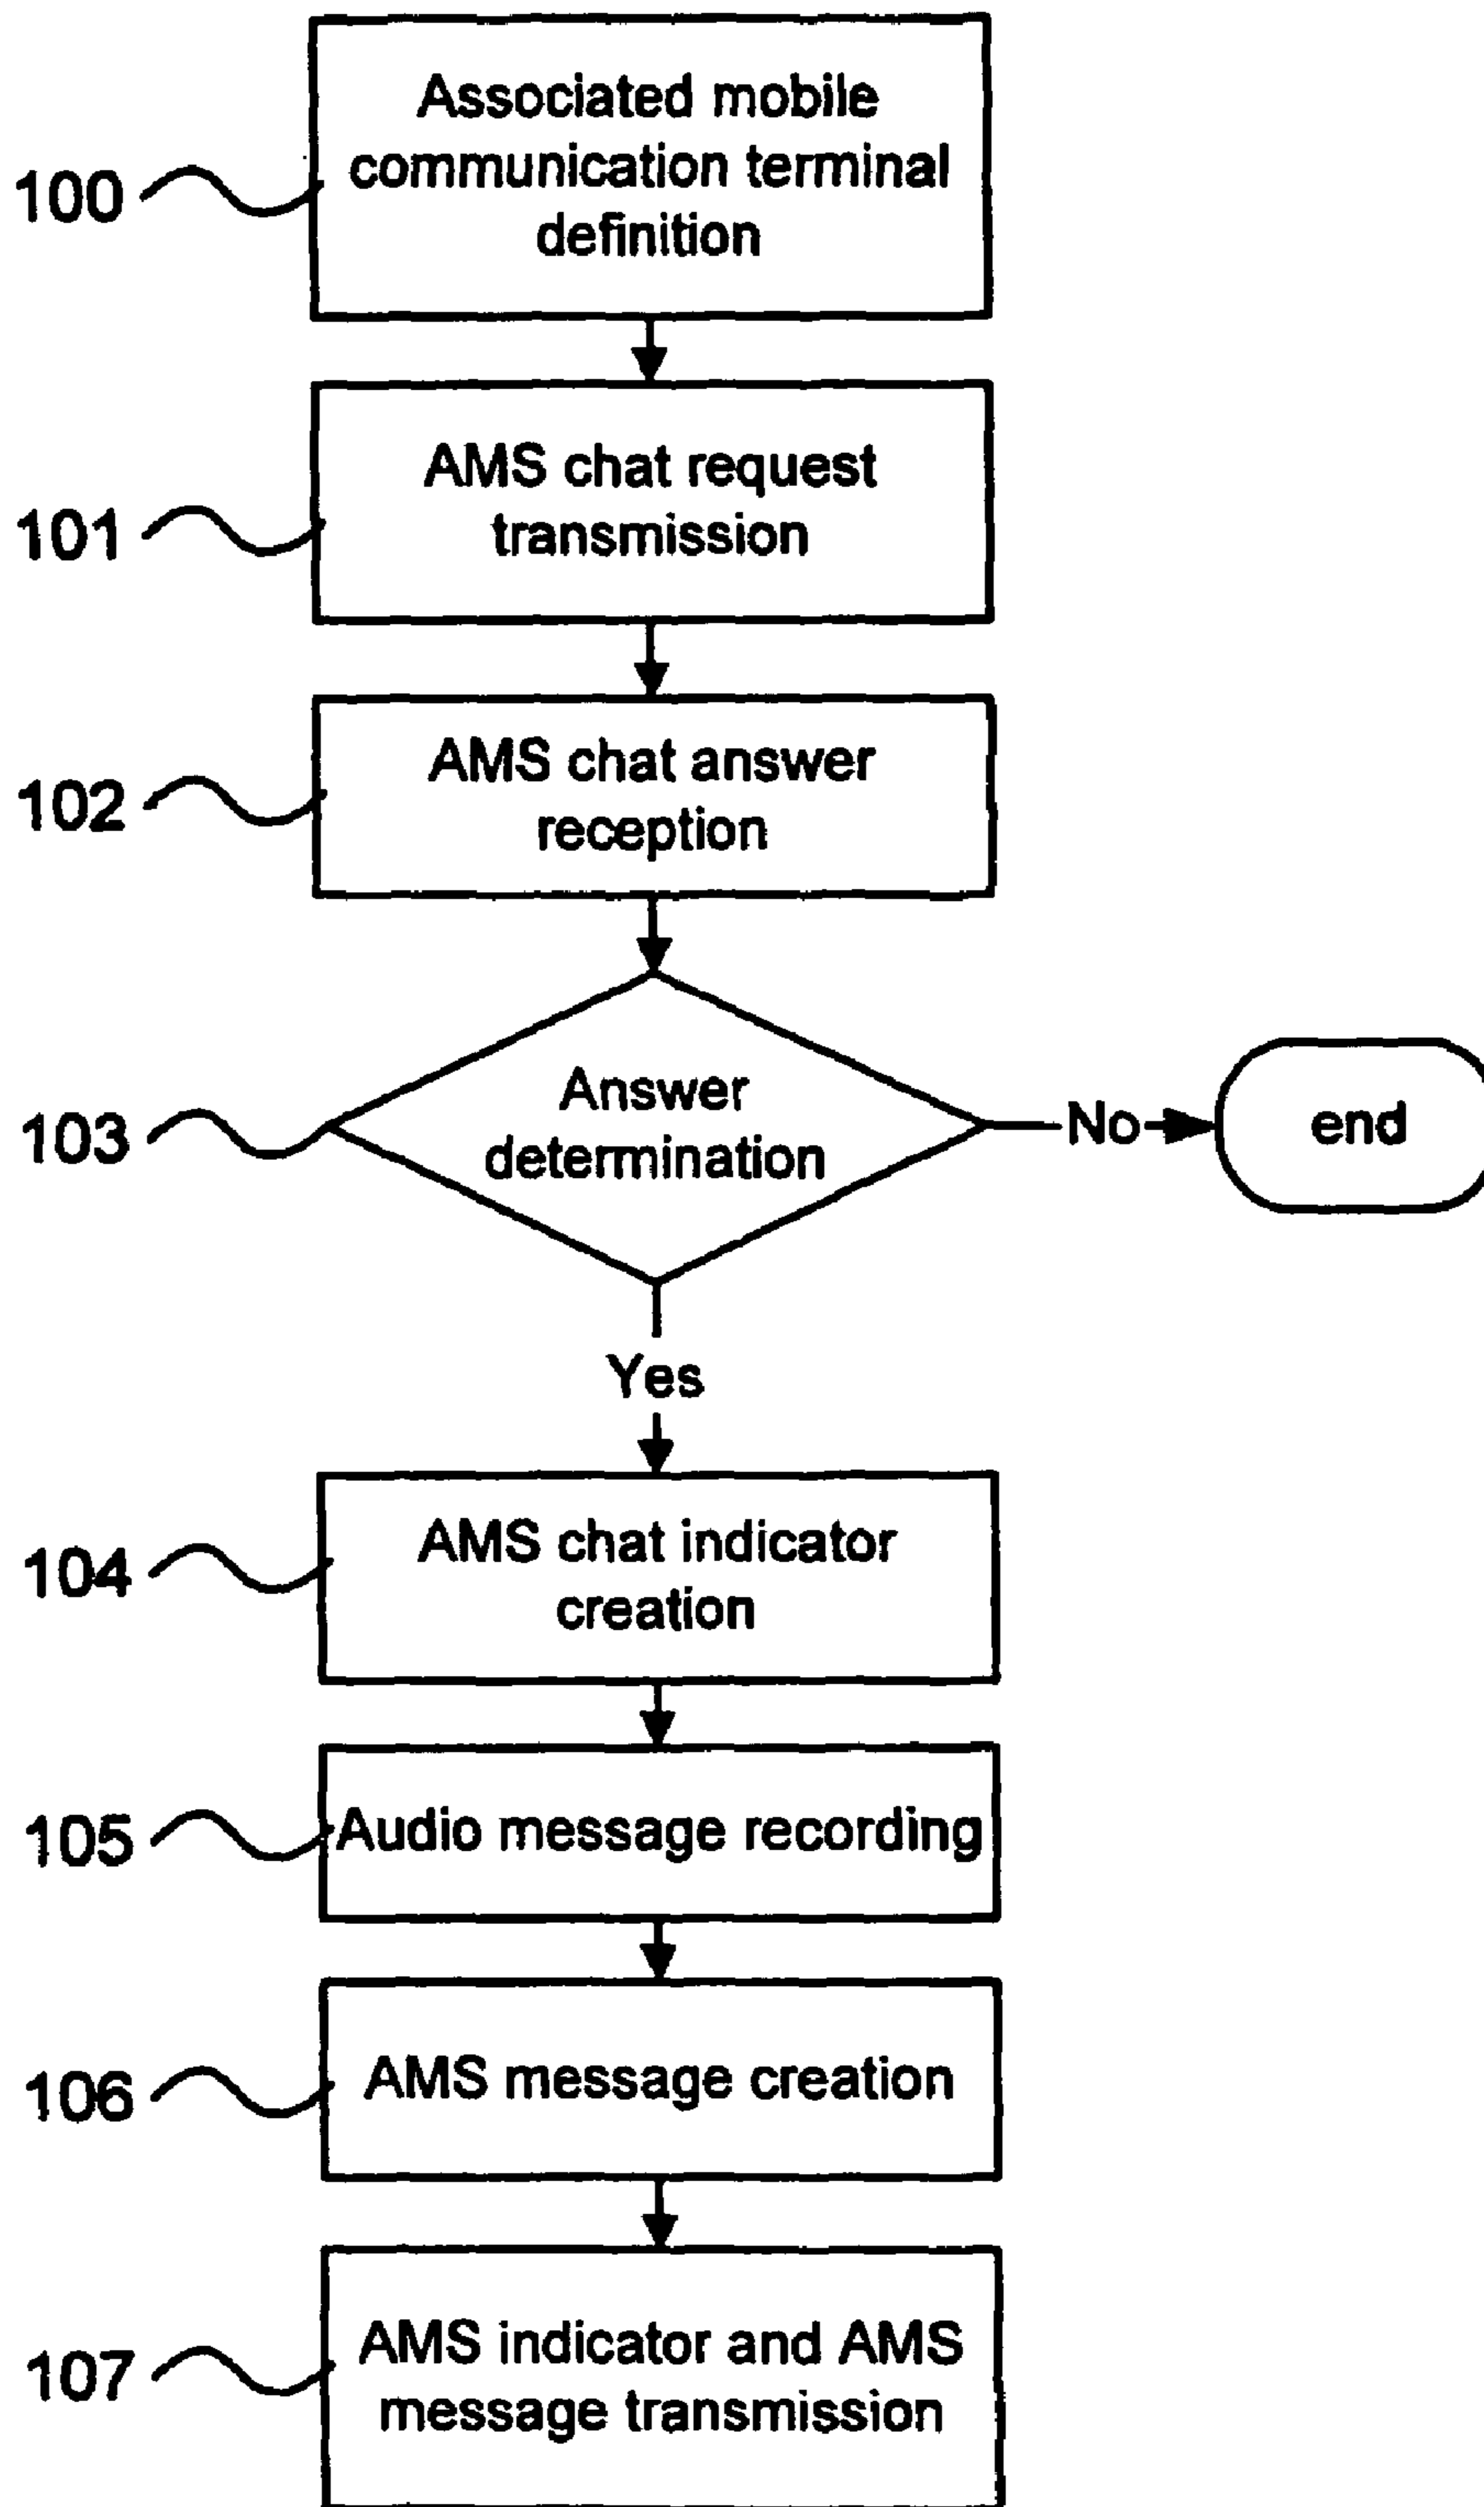 Associated mobile
communication terminal
definition
100
AMS chat request
transmission
101
AMS chat answer
reception
102
Answer
determination
103
No
end
Yes
AMS chat indicator
creation
104
Audio message recording
105
AMS message creation
106
AMS indicator and AMS
message transmission
107